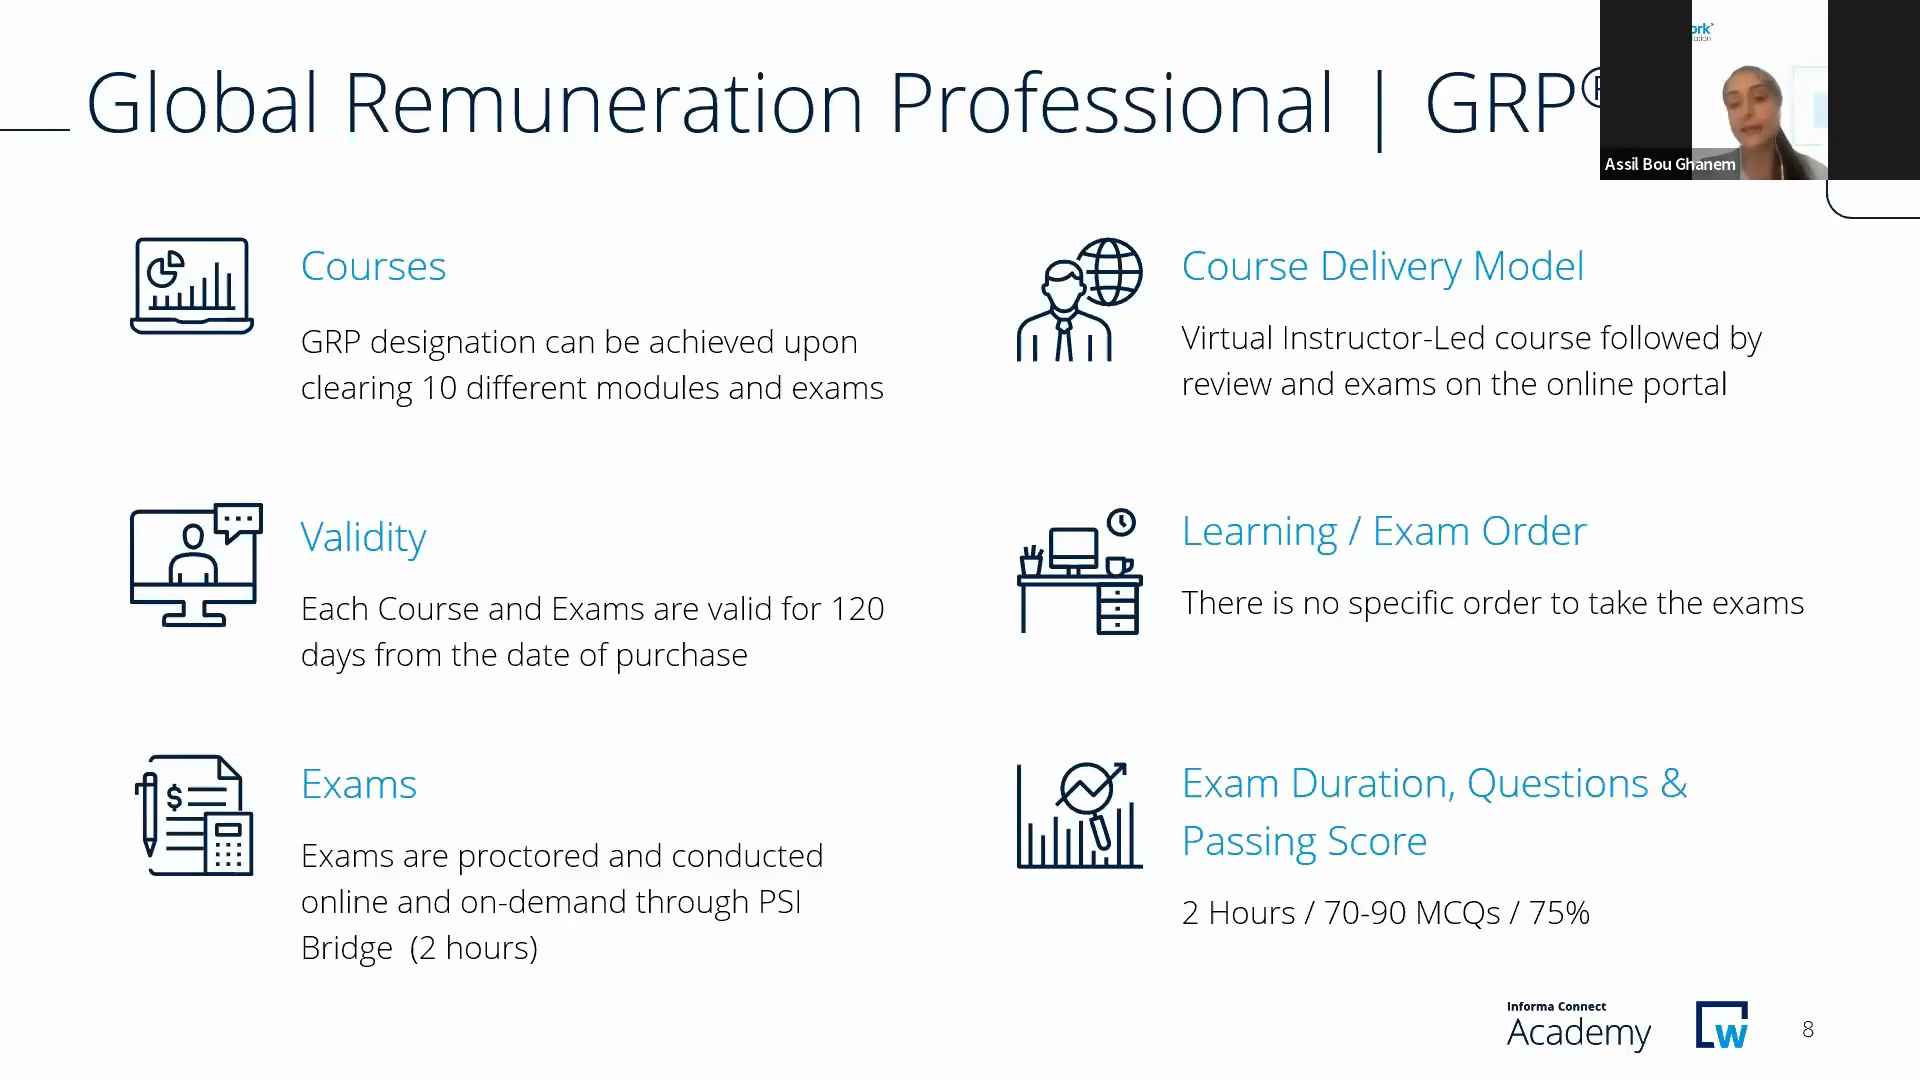 Global Remuneration Professional | GRP®
Assil Bou Ghanem
Courses
GRP designation can be achieved upon
clearing 10 different modules and exams
Course Delivery Model
Virtual Instructor-Led course followed by
review and exams on the online portal
Validity
Each Course and Exams are valid for 120
days from the date of purchase
Learning / Exam Order
There is no specific order to take the exams
Exams
Exams are proctored and conducted
online and on-demand through PSI
Bridge (2 hours)
Exam Duration, Questions &
Passing Score
2 Hours / 70-90 MCQs / 75%
Informa Connect
Academy
w
8